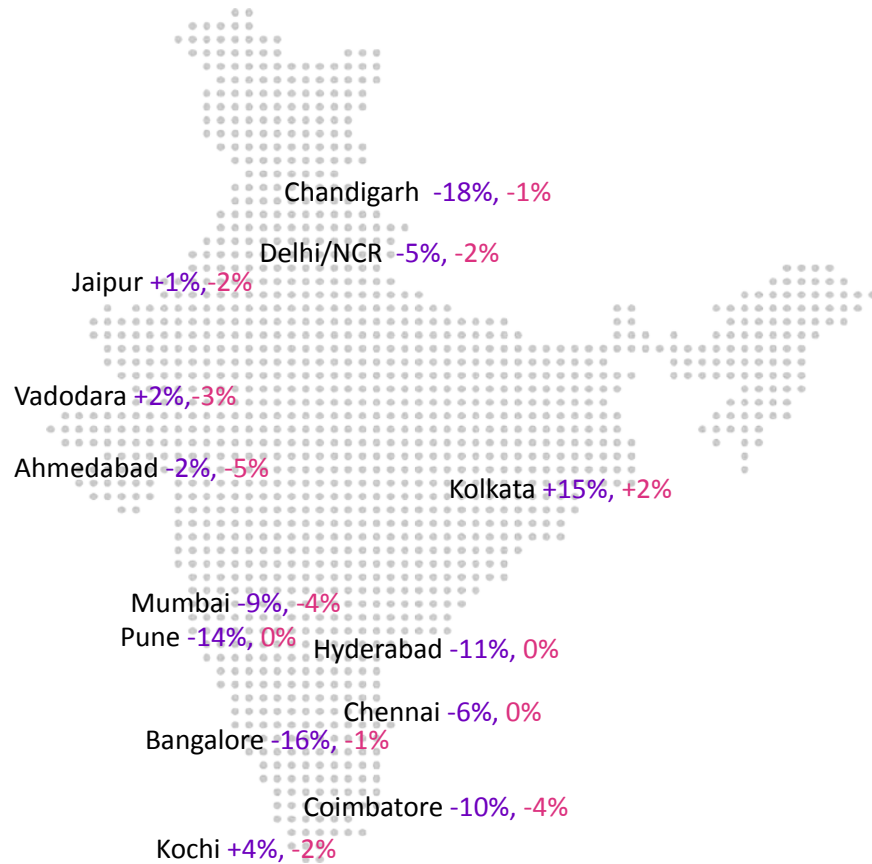 Chandigarh -18%, -1%
Delhi/NCR -5%, -2%
Jaipur +1%,-2%
Vadodara +2%,-3%
Ahmedabad -2%, -5%
Kolkata +15%, +2%
Mumbai -9%, -4%
Pune -14%, 0%
Hyderabad -11%, 0%
Chennai -6%, 0%
Bangalore -16%, -1%
Coimbatore -10%, -4%
Kochi +4%, -2%